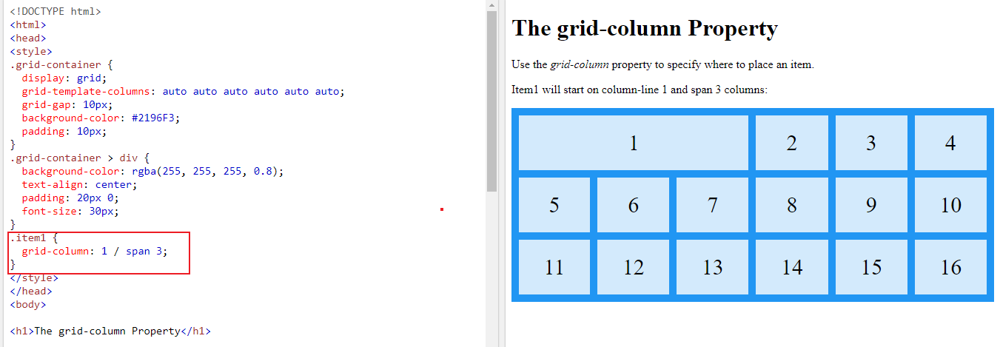 <!DOCTYPE html>
<html>
<head>
<style>
.grid-container {
  display: grid;
  grid-template-columns: auto auto auto auto auto auto;
  grid-gap: 10px;
  background-color: #2196F3;
  padding: 10px;
}
.grid-container > div {
  background-color: rgba(255, 255, 255, 0.8);
  text-align: center;
  padding: 20px 0;
  font-size: 30px;
}
.item1 {
  grid-column: 1 / span 3;
}
</style>
</head>
<body>
<h1>The grid-column Property</h1>
The grid-column Property
Use the grid-column property to specify where to place an item.
Item1 will start on column-line 1 and span 3 columns:
1 2 3 4
5 6 7 8 9 10
11 12 13 14 15 16